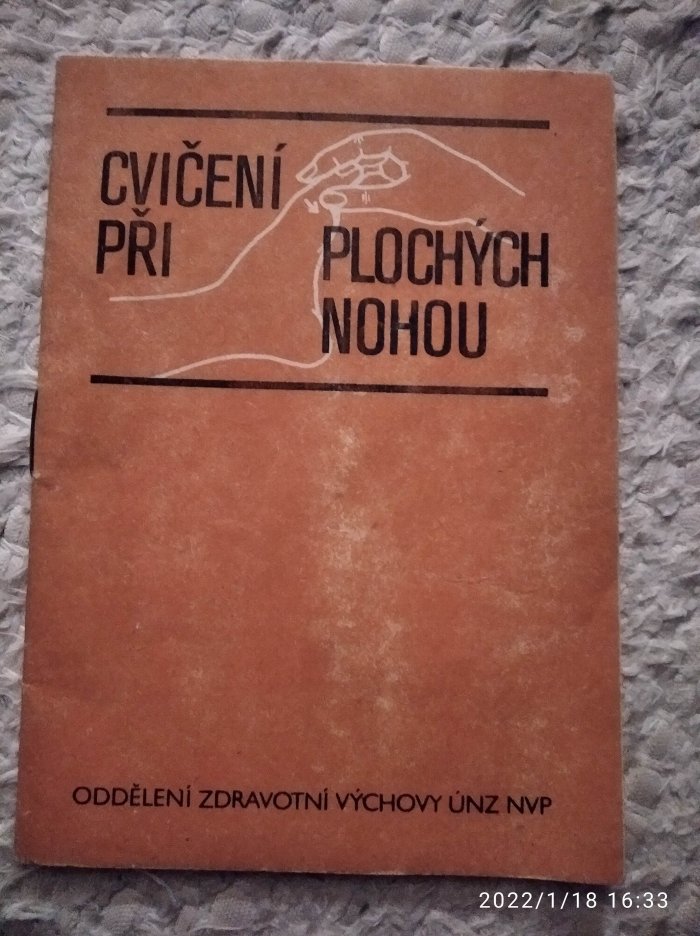 CVIČENÍ
PŘI PLOCHÝCH
NOHOU
ODDĚLENÍ ZDRAVOTNÍ VÝCHOVY ÚNZ NVP
2022/1/18 16:33